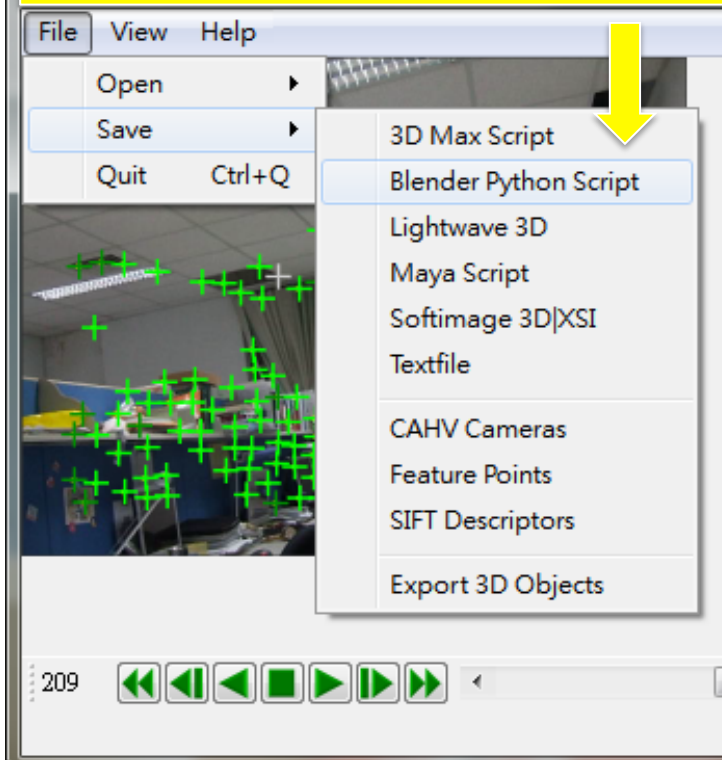 File View Help
Open
Save
Quit Ctrl+Q
3D Max Script
Blender Python Script
Lightwave 3D
Maya Script
Softimage 3D|XSI
Textfile
CAHV Cameras
Feature Points
SIFT Descriptors
Export 3D Objects
209